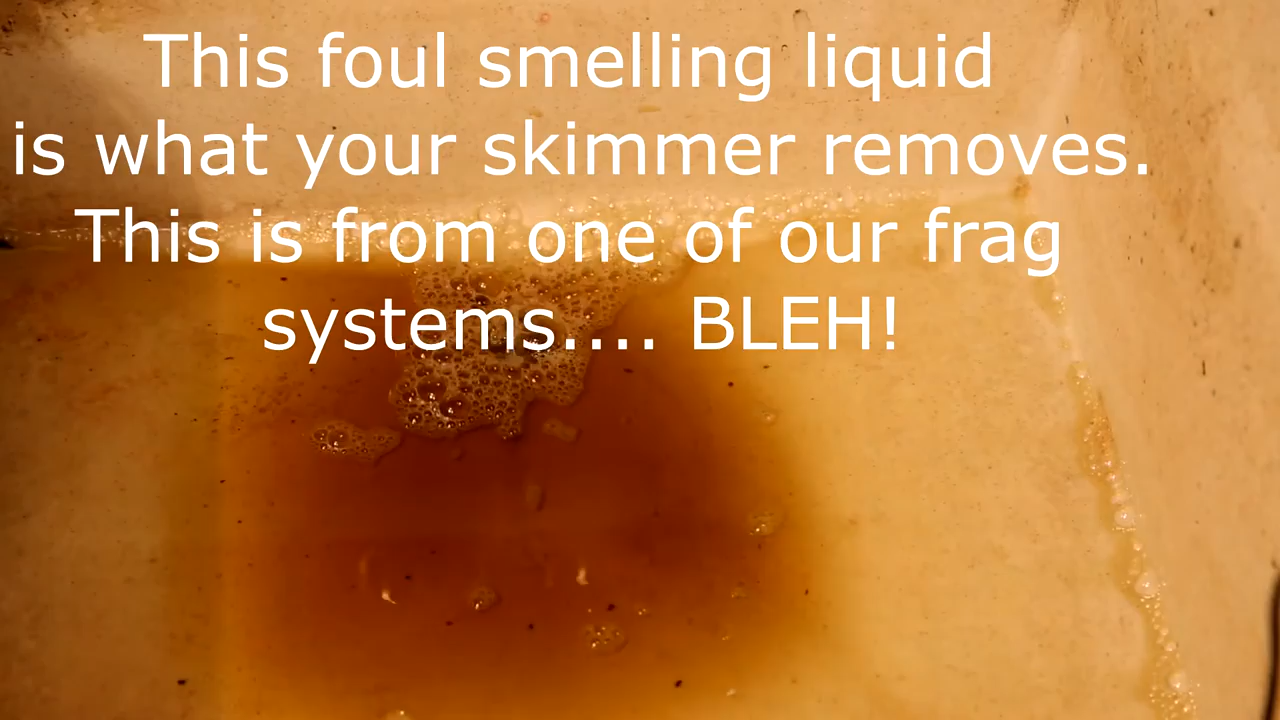 This foul smelling liquid
is what your skimmer removes.
This is from one of our frag
systems.... BLEH!